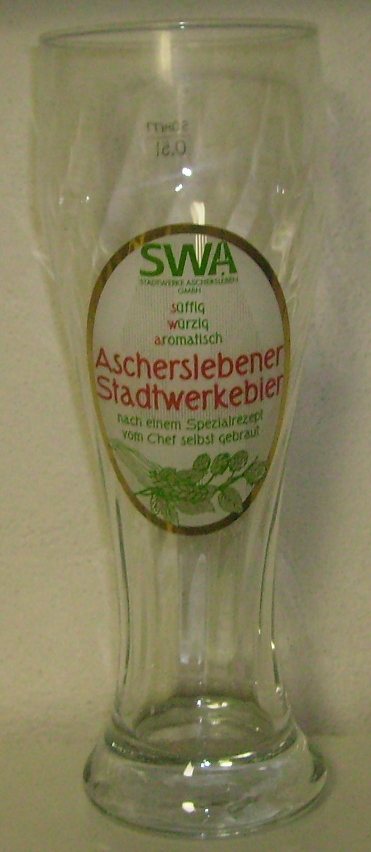 0.5l
SWA
STADTWERKE ASCHERSLEBEN
GMBH
süffig
würzig
aromatisch
Ascherslebener
Stadtwerkebier
nach einem Spezialrezept
vom Chef selbst gebraut